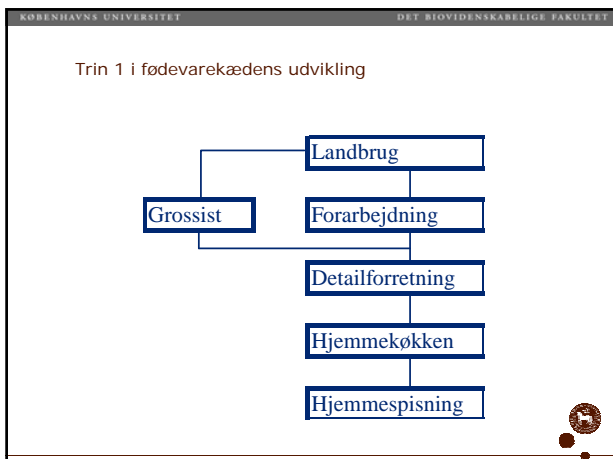 KØBENHAVNS UNIVERSITET DET BIOVIDENSKABELIGE FAKULTET
Trin 1 i fødevarekædens udvikling
Landbrug
Grossist Forarbejdning
Detailforretning
Hjemmekøkken
Hjemmespisning